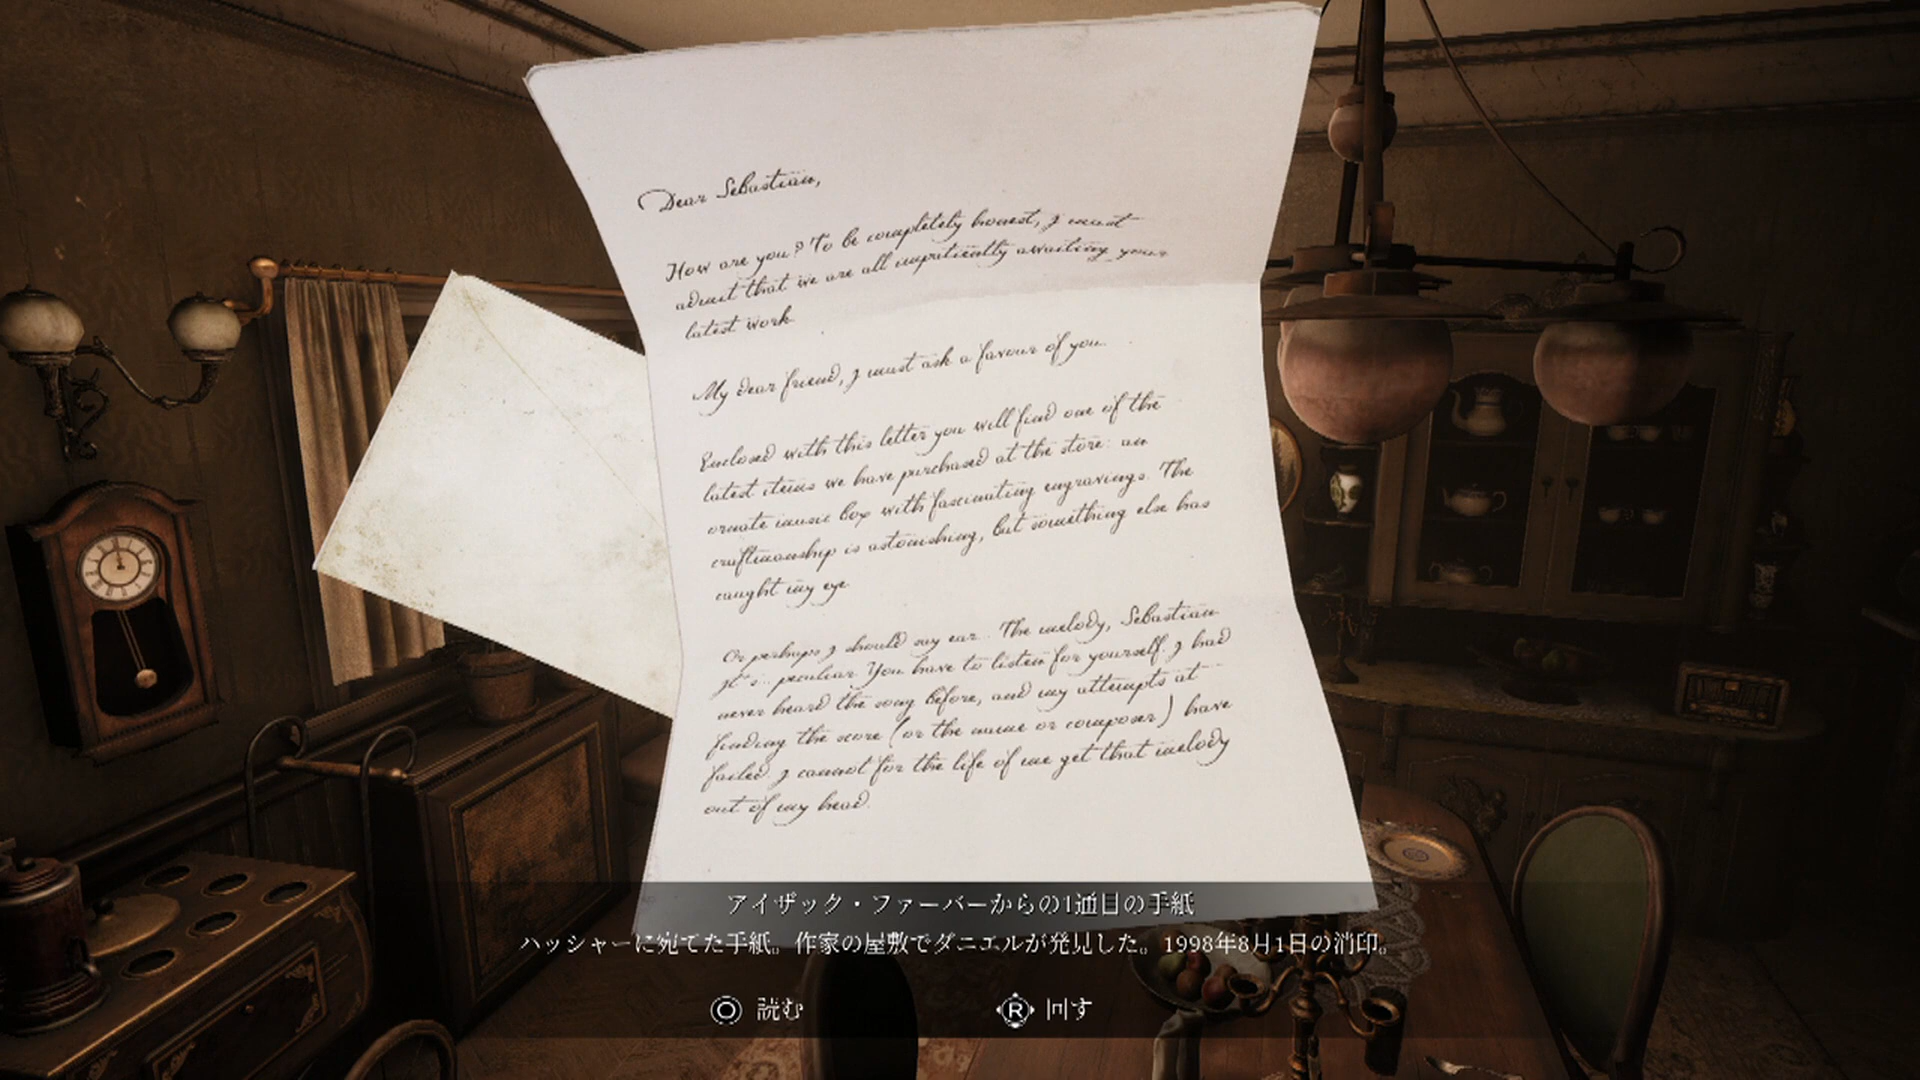 Dear Sebastian,
How are you? To be completely honest, I must
admit that we are all impatiently awaiting your
latest work.
My dear friend, I must ask a favour of you...
Enclosed with this letter you will find one of the
latest items we have purchased at the store: an
ornate music box with fascinating engravings. The
craftmanship is astonishing, but something else has
caught my eye.
Or perhaps I should say ear... The melody, Sebastian.
It's... peculiar. You have to listen for yourself. I had
never heard the song before, and my attempts at
finding the score (or the name or composer) have
failed. I cannot for the life of me get that melody
out of my head.
アイザック・ファーバーからの1通目の手紙
ハッシャーに宛てた手紙。作家の屋敷でダニエルが発見した。1998年8月1日の消印。
読む R 回す